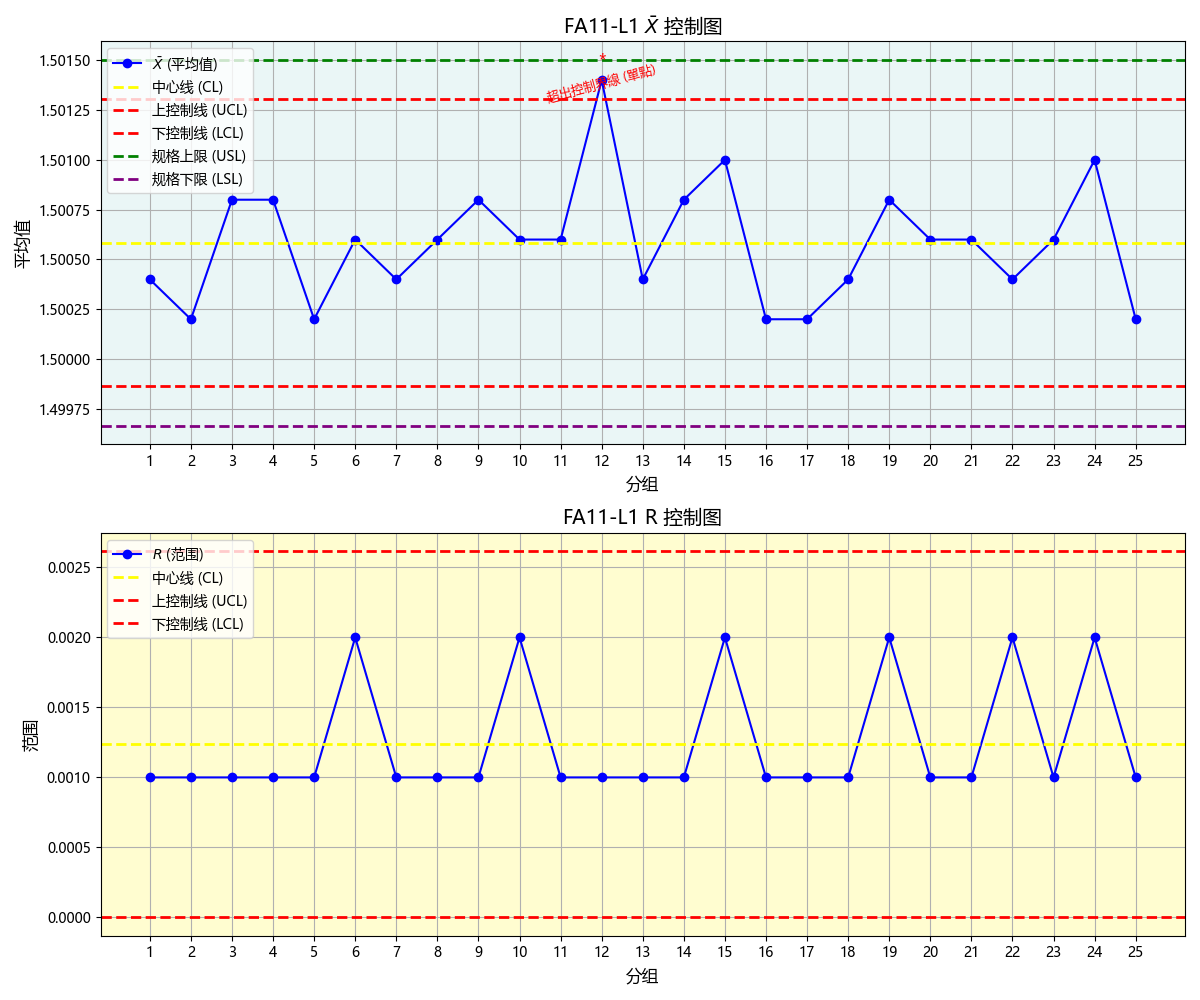 FA11-L1 X̄ 控制图
平均值
1.50150
1.50125
1.50100
1.50075
1.50050
1.50025
1.50000
1.49975
X̄ (平均值)
中心线 (CL)
上控制线 (UCL)
下控制线 (LCL)
规格上限 (USL)
规格下限 (LSL)
*
超出控制界線 (單點)
1 2 3 4 5 6 7 8 9 10 11 12 13 14 15 16 17 18 19 20 21 22 23 24 25
分组
FA11-L1 R 控制图
范围
0.0025
0.0020
0.0015
0.0010
0.0005
0.0000
R (范围)
中心线 (CL)
上控制线 (UCL)
下控制线 (LCL)
1 2 3 4 5 6 7 8 9 10 11 12 13 14 15 16 17 18 19 20 21 22 23 24 25
分组